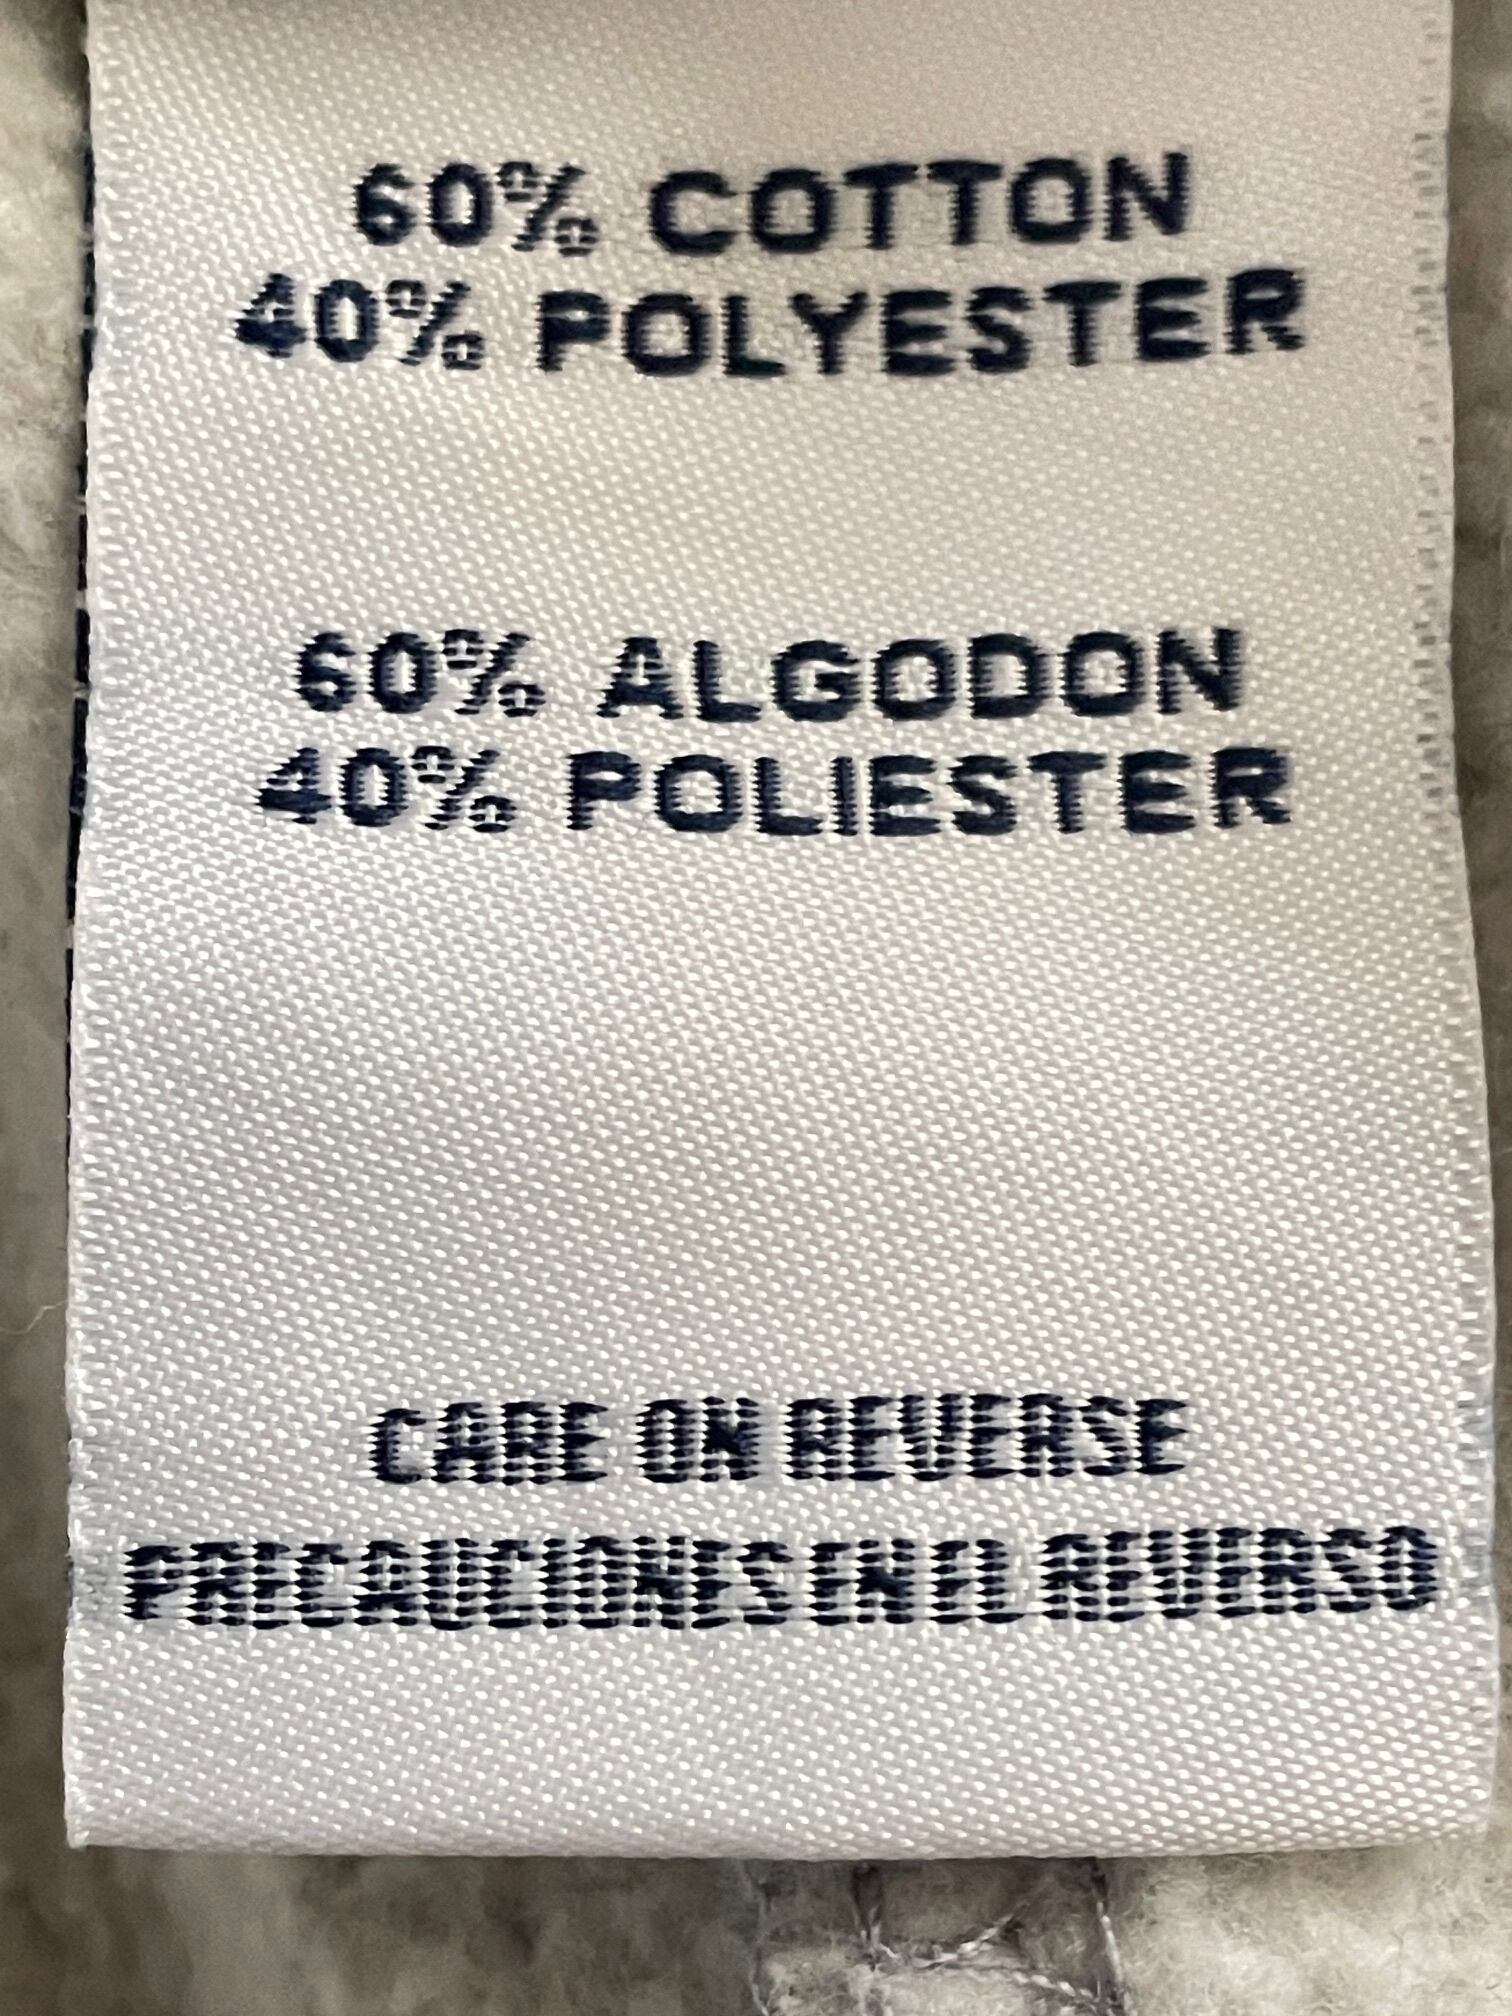 60% COTTON
40% POLYESTER
60% ALGODON
40% POLIESTER
CARE ON REVERSE
PRECAUCIONES EN EL REVERSO